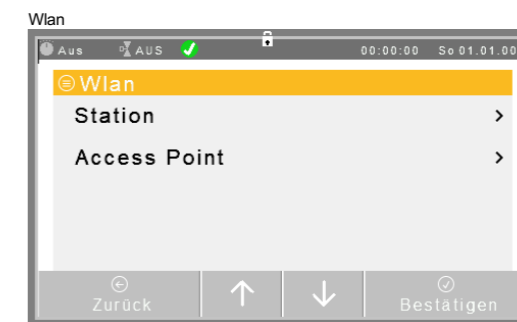 Wlan
Aus AUS 00:00:00 So 01.01.00
Wlan
Station
Access Point
Zurück Bestätigen